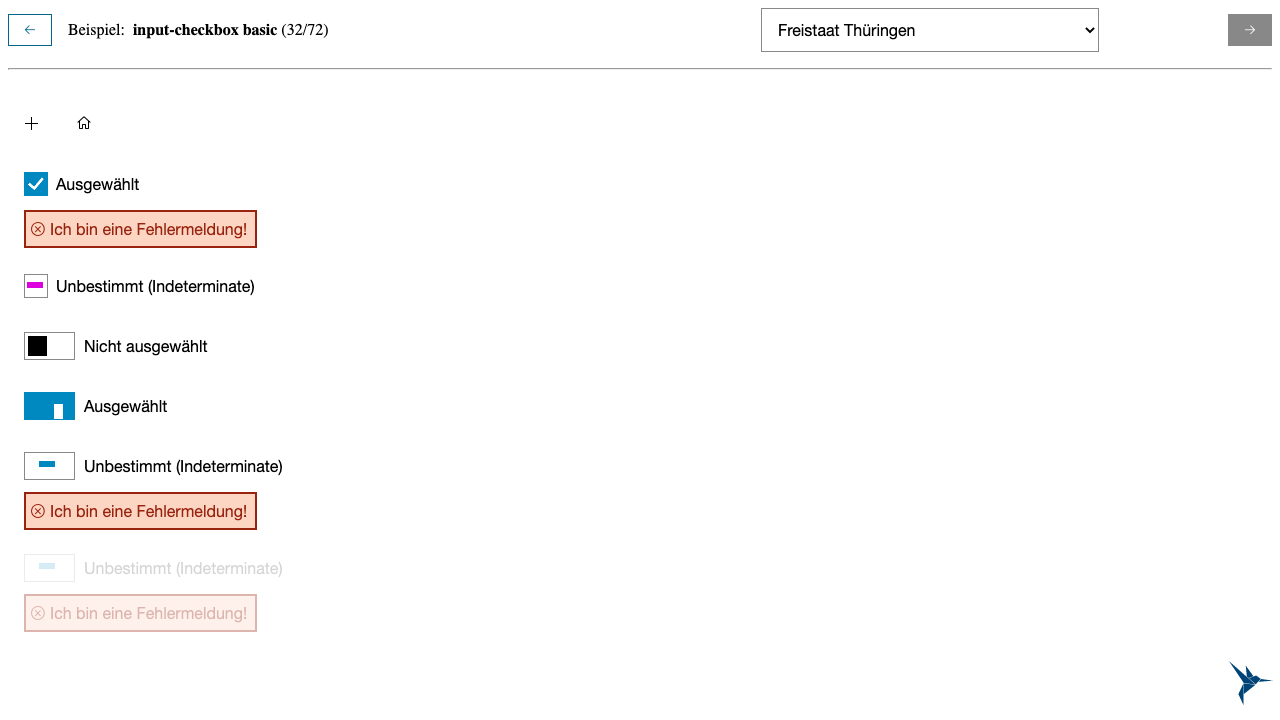 Beispiel: input-checkbox basic (32/72)
Freistaat Thüringen
Ausgewählt
Ich bin eine Fehlermeldung!
Unbestimmt (Indeterminate)
Nicht ausgewählt
Ausgewählt
Unbestimmt (Indeterminate)
Ich bin eine Fehlermeldung!
Unbestimmt (Indeterminate)
Ich bin eine Fehlermeldung!